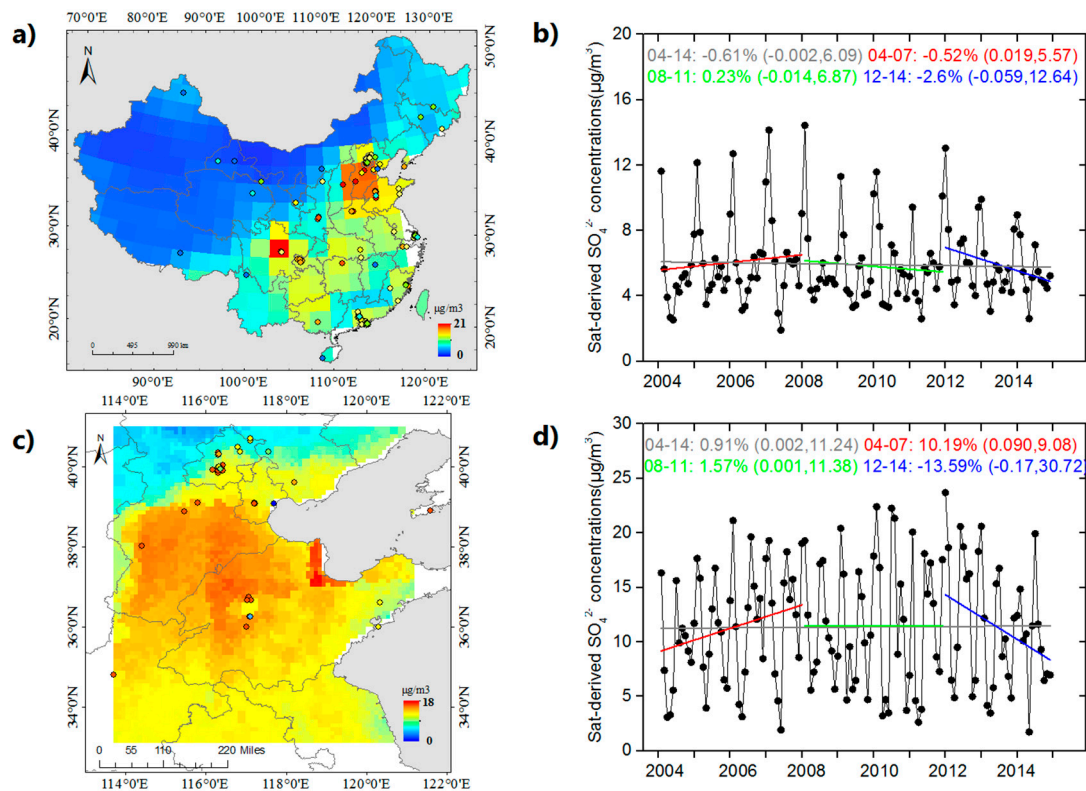 a)
70°0'E 80°0'E 90°0'E 100°0'E 110°0'E 120°0'E 130°0'E
N
50°0'N
40°0'N 40°0'N
30°0'N 30°0'N
20°0'N 20°0'N
μg/m3
21
0
0 495 990 km
90°0'E 100°0'E 110°0'E 120°0'E
b)
Sat-derived SO₄²⁻ concentrations(μg/m³)
20
04-14: -0.61% (-0.002,6.09) 04-07: -0.52% (0.019,5.57)
08-11: 0.23% (-0.014,6.87) 12-14: -2.6% (-0.059,12.64)
16
12
8
4
0
2004 2006 2008 2010 2012 2014
c)
114°0'E 116°0'E 118°0'E 120°0'E 122°0'E
N
40°0'N 40°0'N
38°0'N 38°0'N
36°0'N 36°0'N
34°0'N 34°0'N
μg/m3
18
0
0 55 110 220 Miles
114°0'E 116°0'E 118°0'E 120°0'E 122°0'E
d)
Sat-derived SO₄²⁻ concentrations(μg/m³)
30
04-14: 0.91% (0.002,11.24) 04-07: 10.19% (0.090,9.08)
08-11: 1.57% (0.001,11.38) 12-14: -13.59% (-0.17,30.72)
25
20
15
10
5
0
2004 2006 2008 2010 2012 2014